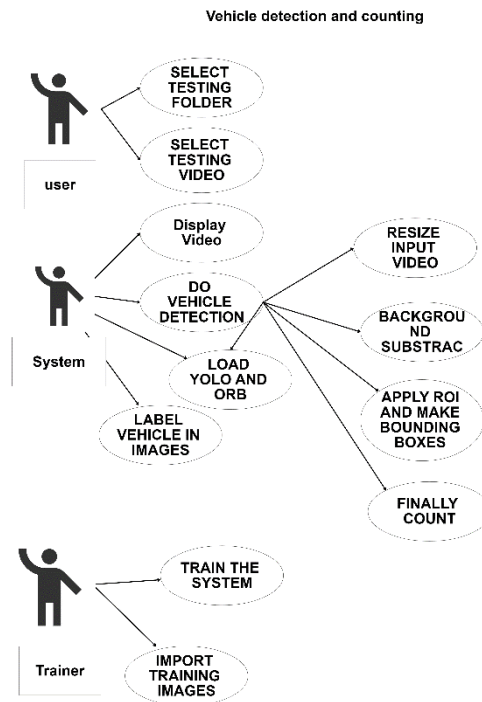 Vehicle detection and counting
SELECT
TESTING
FOLDER
SELECT
TESTING
VIDEO
user
Display
Video
DO
VEHICLE
DETECTION
LOAD
YOLO AND
ORB
LABEL
VEHICLE IN
IMAGES
System
RESIZE
INPUT
VIDEO
BACKGROU
ND
SUBSTRAC
APPLY ROI
AND MAKE
BOUNDING
BOXES
FINALLY
COUNT
TRAIN THE
SYSTEM
IMPORT
TRAINING
IMAGES
Trainer